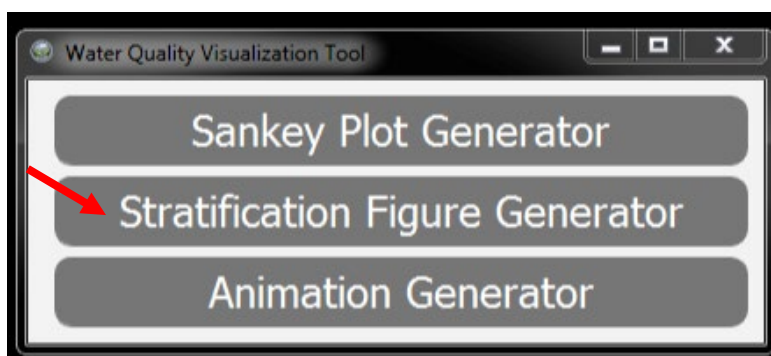 Water Quality Visualization Tool
Sankey Plot Generator
Stratification Figure Generator
Animation Generator